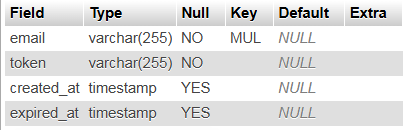 Field Type Null Key Default Extra
email varchar(255) NO MUL NULL
token varchar(255) NO NULL
created_at timestamp YES NULL
expired_at timestamp YES NULL